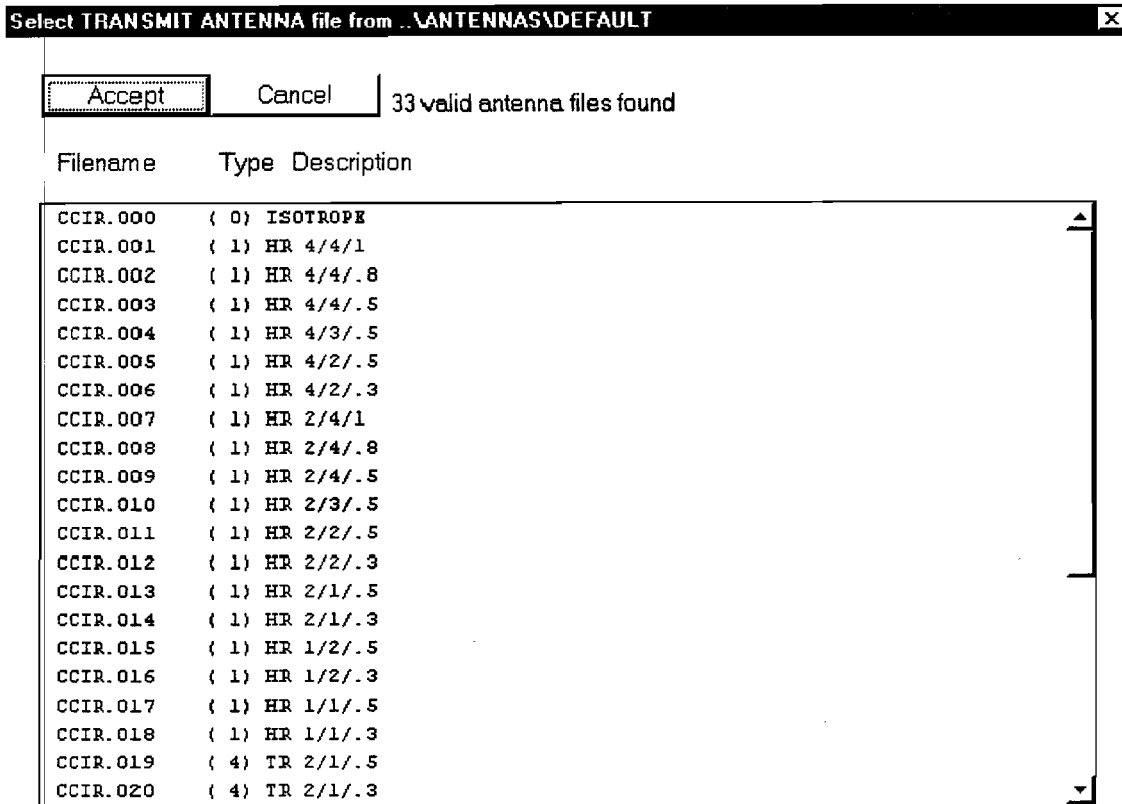 Select TRANSMIT ANTENNA file from ..\ANTENNAS\DEFAULT
Accept Cancel 33 valid antenna files found
Filename Type Description
CCIR.000 ( 0) ISOTROPE
CCIR.001 ( 1) HR 4/4/1
CCIR.002 ( 1) HR 4/4/.8
CCIR.003 ( 1) HR 4/4/.5
CCIR.004 ( 1) HR 4/3/.5
CCIR.005 ( 1) HR 4/2/.5
CCIR.006 ( 1) HR 4/2/.3
CCIR.007 ( 1) HR 2/4/1
CCIR.008 ( 1) HR 2/4/.8
CCIR.009 ( 1) HR 2/4/.5
CCIR.010 ( 1) HR 2/3/.5
CCIR.011 ( 1) HR 2/2/.5
CCIR.012 ( 1) HR 2/2/.3
CCIR.013 ( 1) HR 2/1/.5
CCIR.014 ( 1) HR 2/1/.3
CCIR.015 ( 1) HR 1/2/.5
CCIR.016 ( 1) HR 1/2/.3
CCIR.017 ( 1) HR 1/1/.5
CCIR.018 ( 1) HR 1/1/.3
CCIR.019 ( 4) TR 2/1/.5
CCIR.020 ( 4) TR 2/1/.3